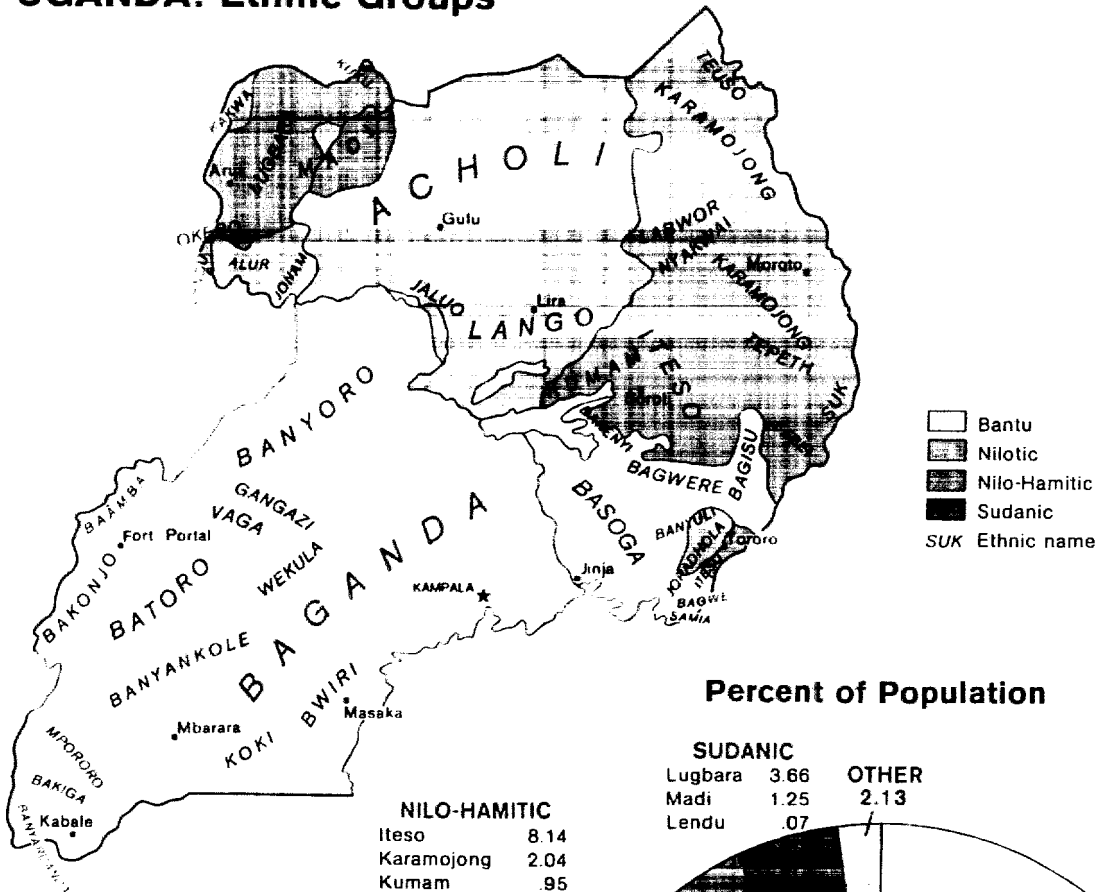 UGANDA: Ethnic Groups
TEUSO
KARAMOJONG
KAKWA
LUGBARA
MADI
Arua
ACHOLI
Gulu
LABWOR
NYAKWAI
Moroto
KARAMOJONG
ALUR
JONAM
JALUO
Lira
LANGO
TEPETH
KUMAM
ITESO
Soroti
SUK
BANYORO
BAGISU
BAGWERE
BASOGA
BANYULI
Tororo
JOPADHOLA
ITESO
BAGWE
SAMIA
BAAMBA
GANGAZI
VAGA
Fort Portal
WEKULA
BAGANDA
Jinja
KAMPALA
BAKONJO
BATORO
BANYANKOLE
BWIRI
Masaka
Mbarara
KOKI
MPORORO
BAKIGA
Kabale
Bantu
Nilotic
Nilo-Hamitic
Sudanic
SUK Ethnic name
Percent of Population
SUDANIC
Lugbara 3.66
Madi 1.25
Lendu .07
OTHER
2.13
NILO-HAMITIC
Iteso 8.14
Karamojong 2.04
Kumam .95